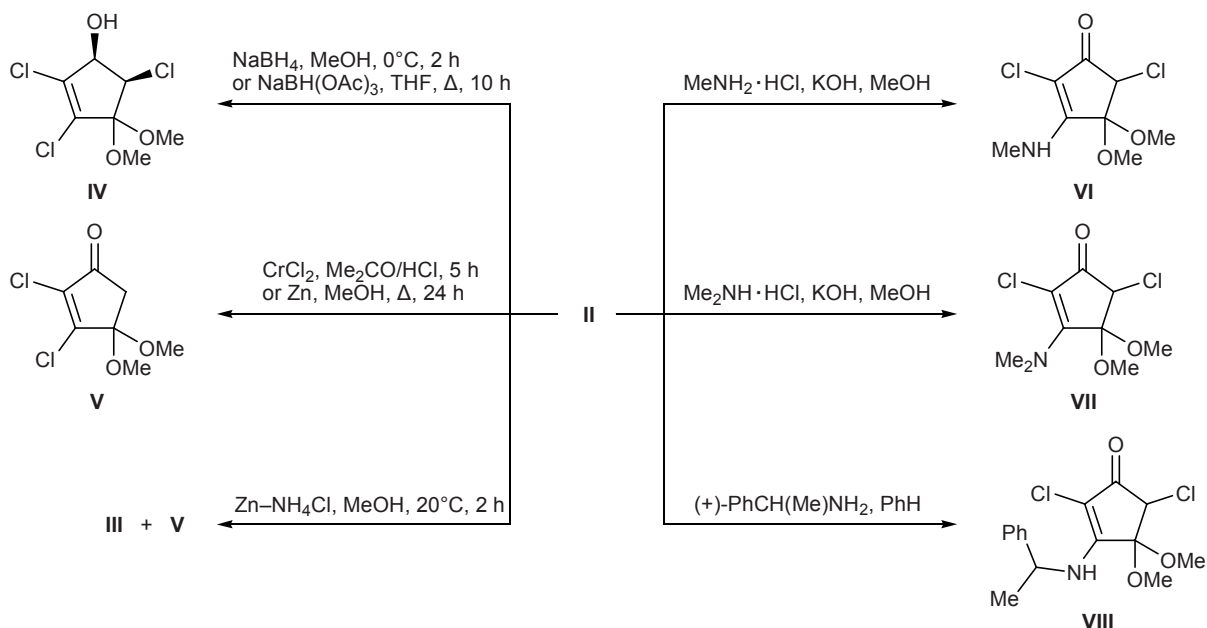 OH
Cl
Cl
Cl
OMe
OMe
IV
NaBH4, MeOH, 0°C, 2 h
or NaBH(OAc)3, THF, Δ, 10 h
O
Cl
Cl
OMe
OMe
V
CrCl2, Me2CO/HCl, 5 h
or Zn, MeOH, Δ, 24 h
III + V
Zn–NH4Cl, MeOH, 20°C, 2 h
II
MeNH2·HCl, KOH, MeOH
O
Cl
Cl
MeNH
OMe
OMe
VI
Me2NH·HCl, KOH, MeOH
O
Cl
Cl
Me2N
OMe
OMe
VII
(+)-PhCH(Me)NH2, PhH
O
Cl
Cl
Ph
NH
Me
OMe
OMe
VIII